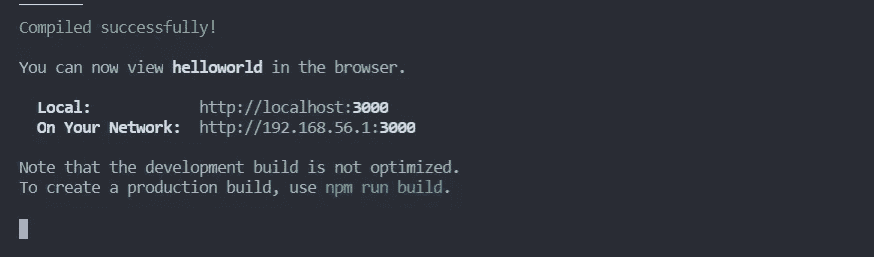 Compiled successfully!
You can now view helloworld in the browser.
Local: http://localhost:3000
On Your Network: http://192.168.56.1:3000
Note that the development build is not optimized.
To create a production build, use npm run build.